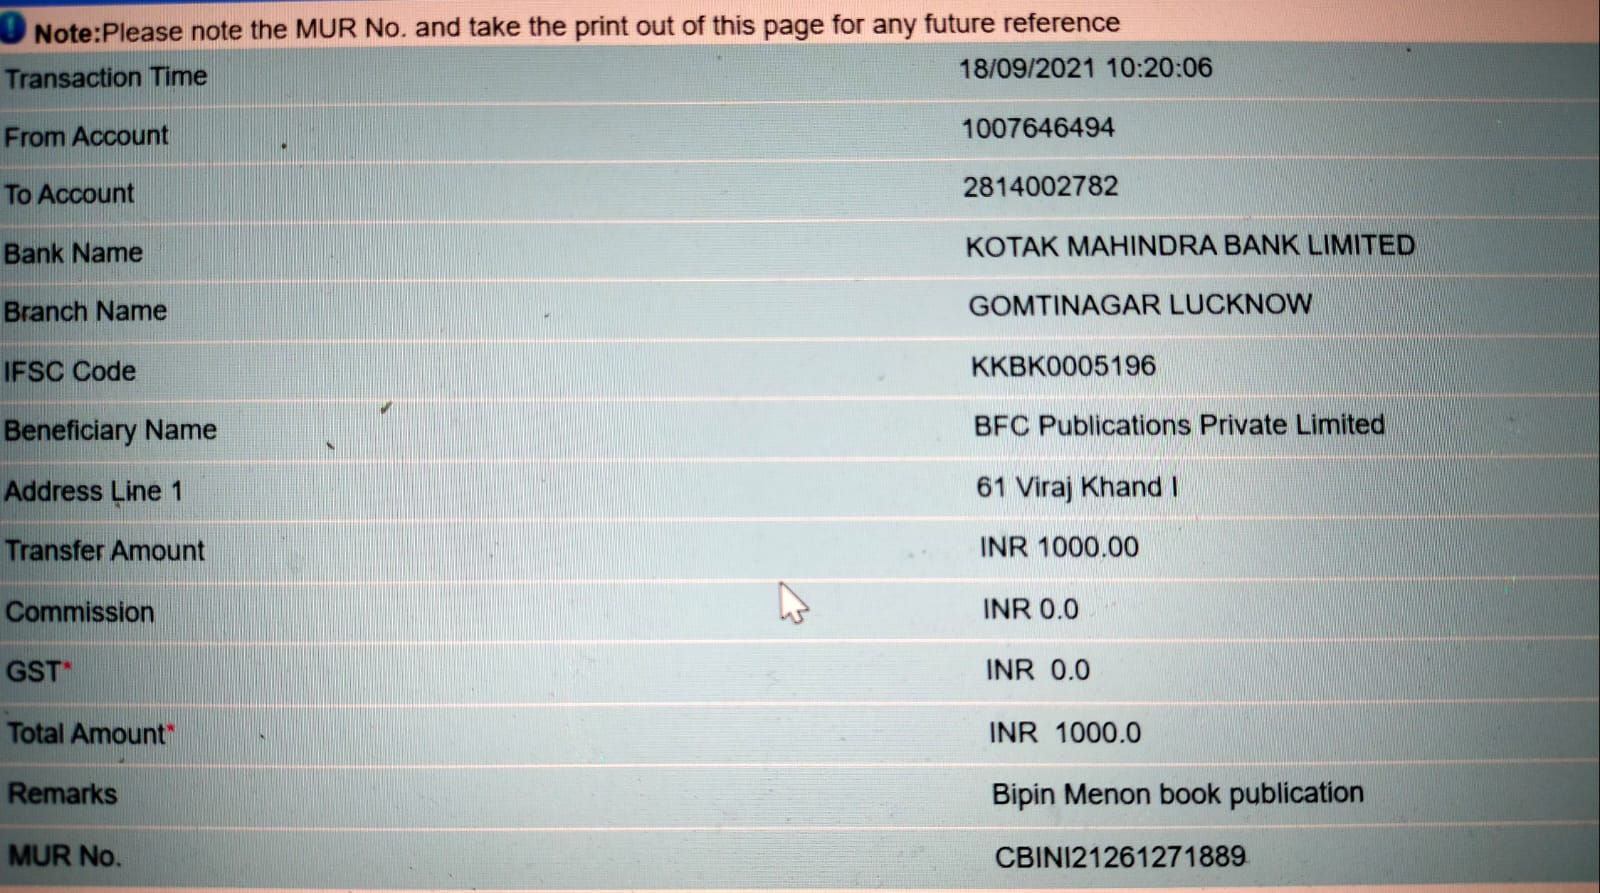 Note:Please note the MUR No. and take the print out of this page for any future reference
Transaction Time 18/09/2021 10:20:06
From Account 1007646494
To Account 2814002782
Bank Name KOTAK MAHINDRA BANK LIMITED
Branch Name GOMTINAGAR LUCKNOW
IFSC Code KKBK0005196
Beneficiary Name BFC Publications Private Limited
Address Line 1 61 Viraj Khand I
Transfer Amount INR 1000.00
Commission INR 0.0
GST* INR 0.0
Total Amount* INR 1000.0
Remarks Bipin Menon book publication
MUR No. CBINI21261271889